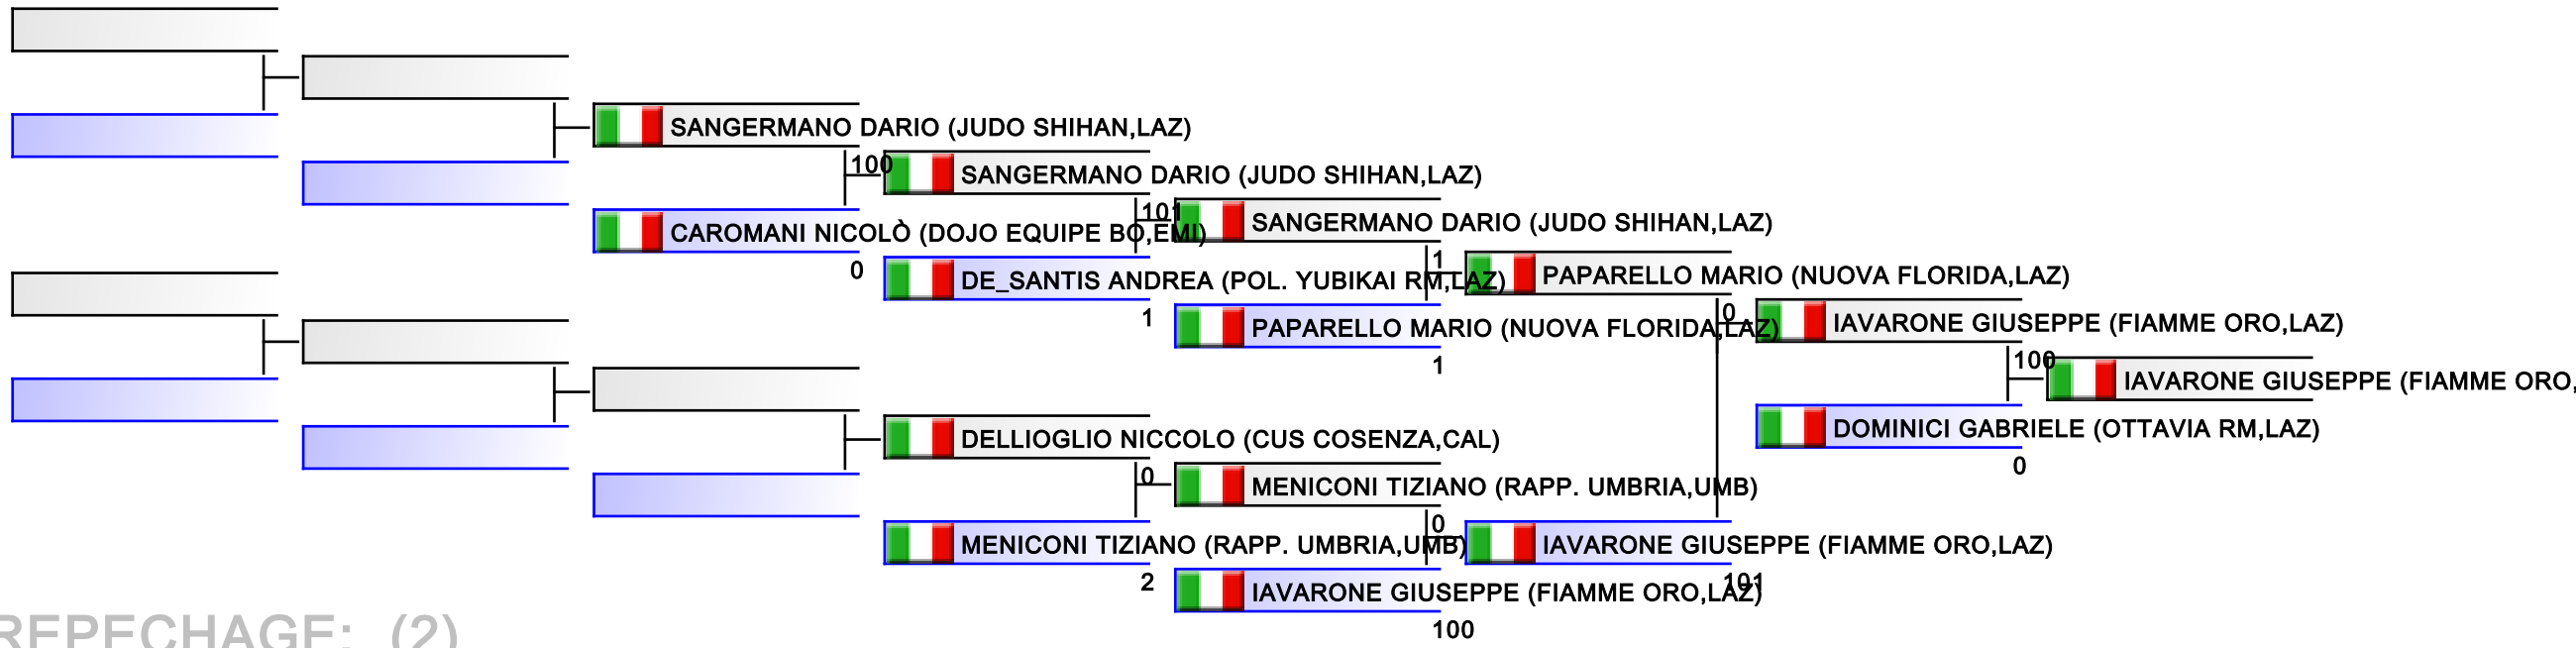 SANGERMANO DARIO (JUDO SHIHAN,LAZ)
100
SANGERMANO DARIO (JUDO SHIHAN,LAZ)
101
SANGERMANO DARIO (JUDO SHIHAN,LAZ)
CAROMANI NICOLÒ (DOJO EQUIPE BO,EMI)
0
1
PAPARELLO MARIO (NUOVA FLORIDA,LAZ)
DE_SANTIS ANDREA (POL. YUBIKAI RM,LAZ)
1
0
IAVARONE GIUSEPPE (FIAMME ORO,LAZ)
PAPARELLO MARIO (NUOVA FLORIDA,LAZ)
1
100
IAVARONE GIUSEPPE (FIAMME ORO,
DOMINICI GABRIELE (OTTAVIA RM,LAZ)
0
DELLIOGLIO NICCOLO (CUS COSENZA,CAL)
0
MENICONI TIZIANO (RAPP. UMBRIA,UMB)
0
MENICONI TIZIANO (RAPP. UMBRIA,UMB)
2
IAVARONE GIUSEPPE (FIAMME ORO,LAZ)
101
IAVARONE GIUSEPPE (FIAMME ORO,LAZ)
100
REPECHAGE: (2)